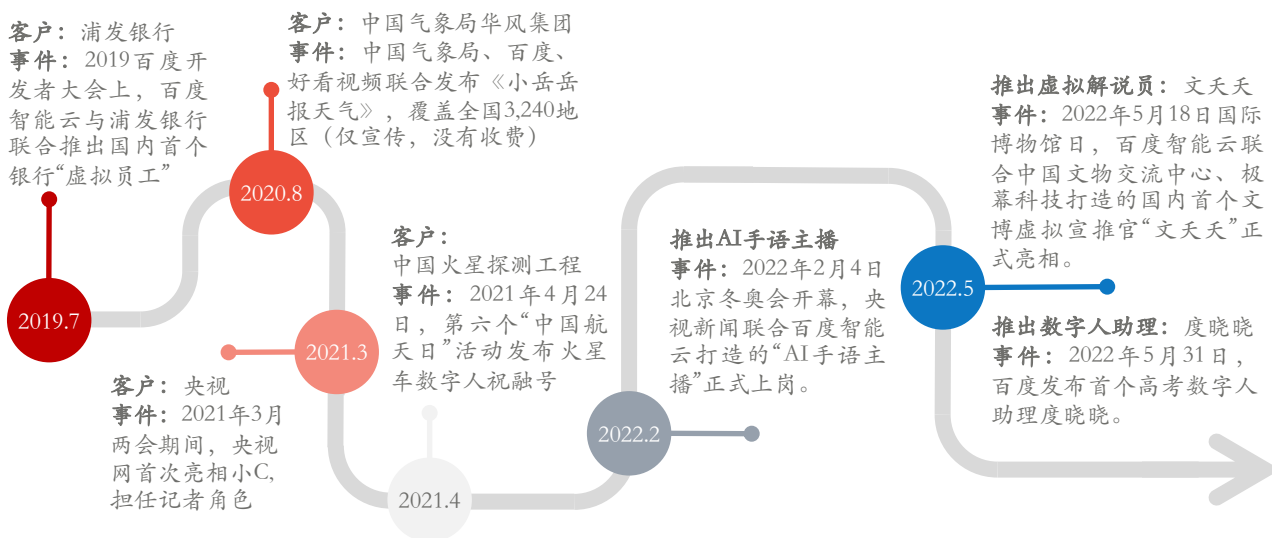 客户：浦发银行
事件：2019百度开
发者大会上，百度
智能云与浦发银行
联合推出国内首个
银行“虚拟员工”
2019.7
客户：中国气象局华风集团
事件：中国气象局、百度、
好看视频联合发布《小岳岳
报天气》，覆盖全国3,240地
区（仅宣传，没有收费）
2020.8
2021.3
客户：央视
事件：2021年3月
两会期间，央视
网首次亮相小C,
担任记者角色
客户：
中国火星探测工程
事件：2021年4月24
日，第六个“中国航
天日”活动发布火星
车数字人祝融号
2021.4
推出AI手语主播
事件：2022年2月4日
北京冬奥会开幕，央
视新闻联合百度智能
云打造的“AI手语主
播”正式上岗。
2022.2
推出虚拟解说员：文夭夭
事件：2022年5月18日国际
博物馆日，百度智能云联
合中国文物交流中心、极
幕科技打造的国内首个文
博虚拟宣推官“文夭夭”正
式亮相。
2022.5
推出数字人助理：度晓晓
事件：2022年5月31日，
百度发布首个高考数字人
助理度晓晓。